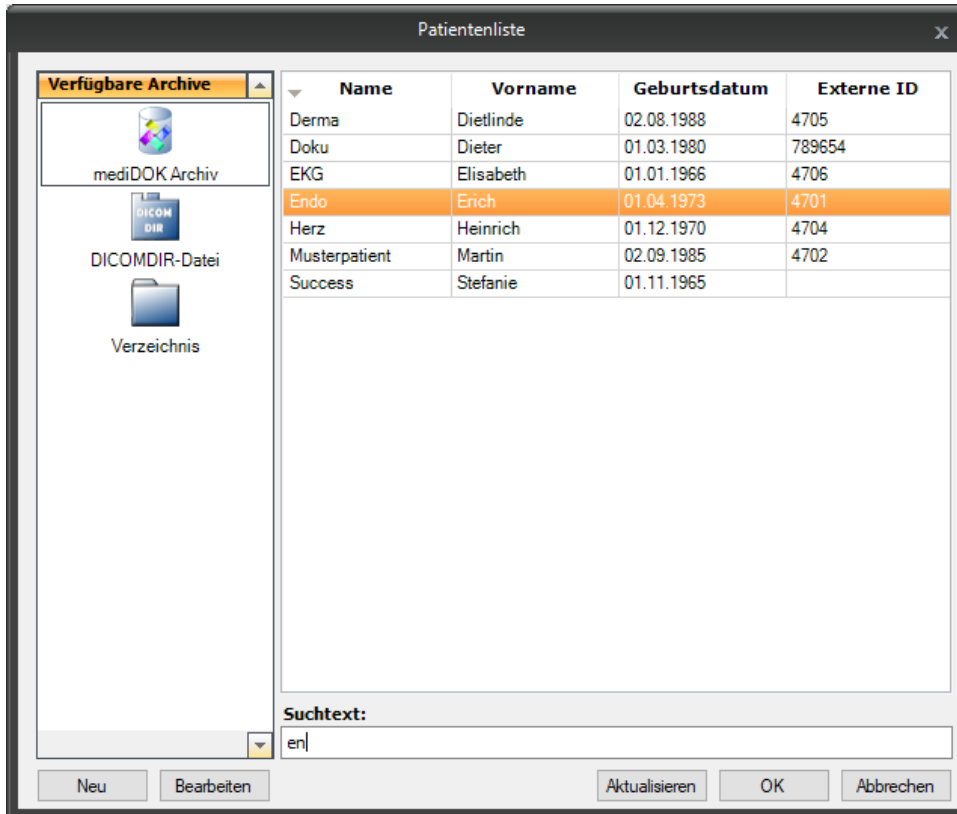 Patientenliste x
Verfügbare Archive
mediDOK Archiv
DICOM
DIR
DICOMDIR-Datei
Verzeichnis
Name Vorname Geburtsdatum Externe ID
Derma Dietlinde 02.08.1988 4705
Doku Dieter 01.03.1980 789654
EKG Elisabeth 01.01.1966 4706
Endo Erich 01.04.1973 4701
Herz Heinrich 01.12.1970 4704
Musterpatient Martin 02.09.1985 4702
Success Stefanie 01.11.1965
Suchtext:
en
Neu Bearbeiten Aktualisieren OK Abbrechen